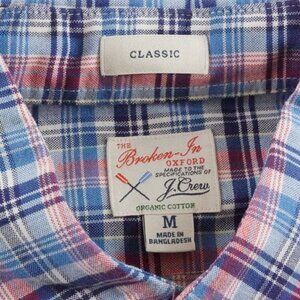 CLASSIC
THE
Broken-In
OXFORD
MADE TO THE
SPECIFICATIONS OF
J.Crew
ORGANIC COTTON
M
MADE IN
BANGLADESH